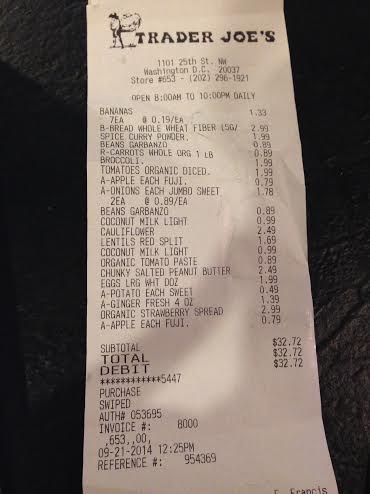 TRADER JOE'S
1101 25th St. NW
Washington D.C. 20037
Store #653 - (202) 296-1921
OPEN 8:00AM TO 10:00PM DAILY
BANANAS 1.33
7EA @ 0.19/EA
B-BREAD WHOLE WHEAT FIBER (5G/ 2.99
SPICE CURRY POWDER. 1.99
BEANS GARBANZO 0.89
R-CARROTS WHOLE ORG 1 LB 0.89
BROCCOLI. 1.99
TOMATOES ORGANIC DICED. 1.99
A-APPLE EACH FUJI. 0.79
A-ONIONS EACH JUMBO SWEET 1.78
2EA @ 0.89/EA
BEANS GARBANZO 0.89
COCONUT MILK LIGHT 0.99
CAULIFLOWER 2.49
LENTILS RED SPLIT 1.69
COCONUT MILK LIGHT 0.99
ORGANIC TOMATO PASTE 0.89
CHUNKY SALTED PEANUT BUTTER 2.49
EGGS LRG WHT DOZ 1.99
A-POTATO EACH SWEET 0.49
A-GINGER FRESH 4 OZ 1.39
ORGANIC STRAWBERRY SPREAD 2.99
A-APPLE EACH FUJI. 0.79
SUBTOTAL $32.72
TOTAL $32.72
DEBIT $32.72
************5447
PURCHASE
SWIPED
AUTH# 053695
INVOICE #: 8000
,653,,00,
09-21-2014 12:25PM
REFERENCE #: 954369
Francis